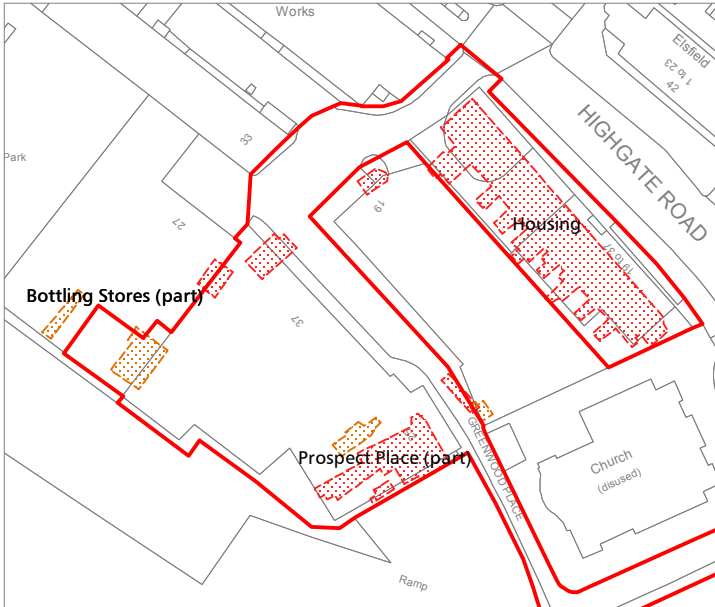 Works
Elsfield
1 to 23
42
HIGHGATE ROAD
33
Park
19
27
Housing
19 to 37
Bottling Stores (part)
37
GREENWOOD PLACE
Prospect Place (part)
Church
(disused)
Ramp